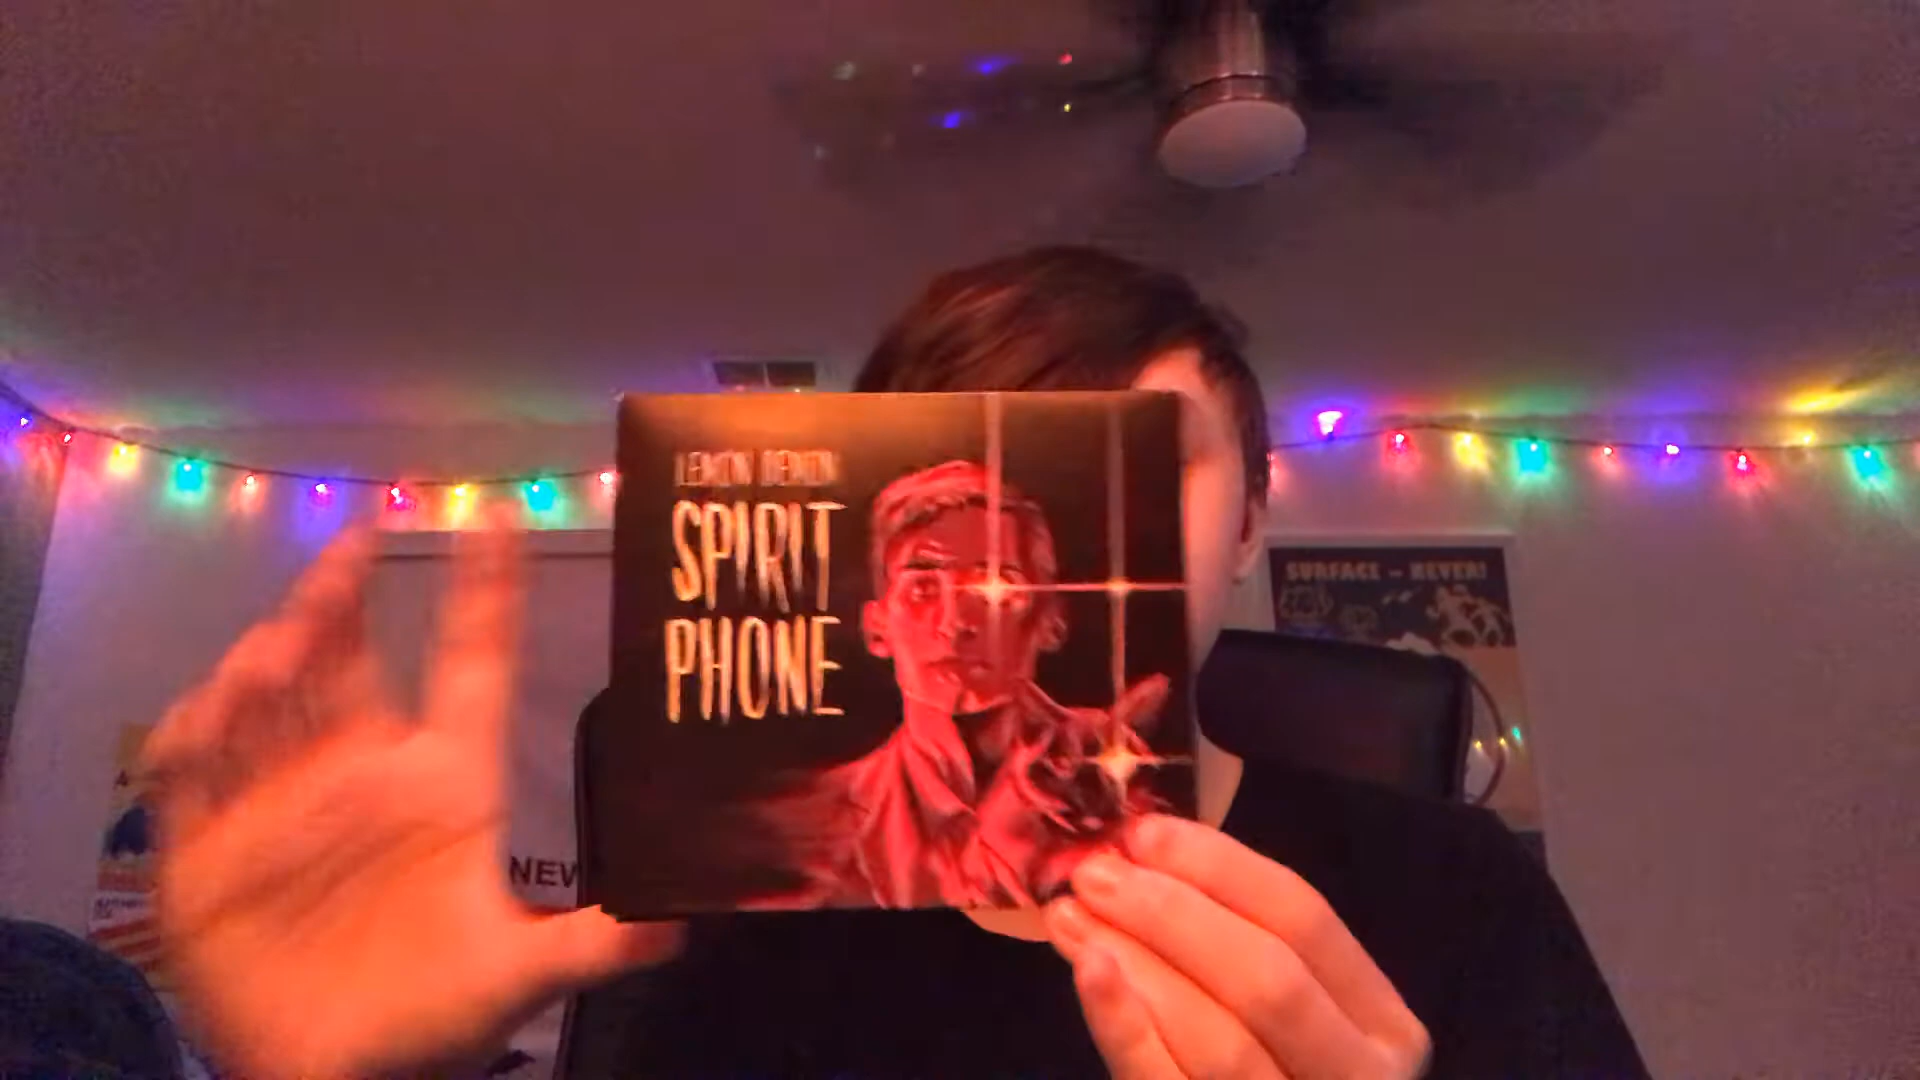 LEMON DEMON
SPIRIT
PHONE
SURFACE - NEVER!
NEW